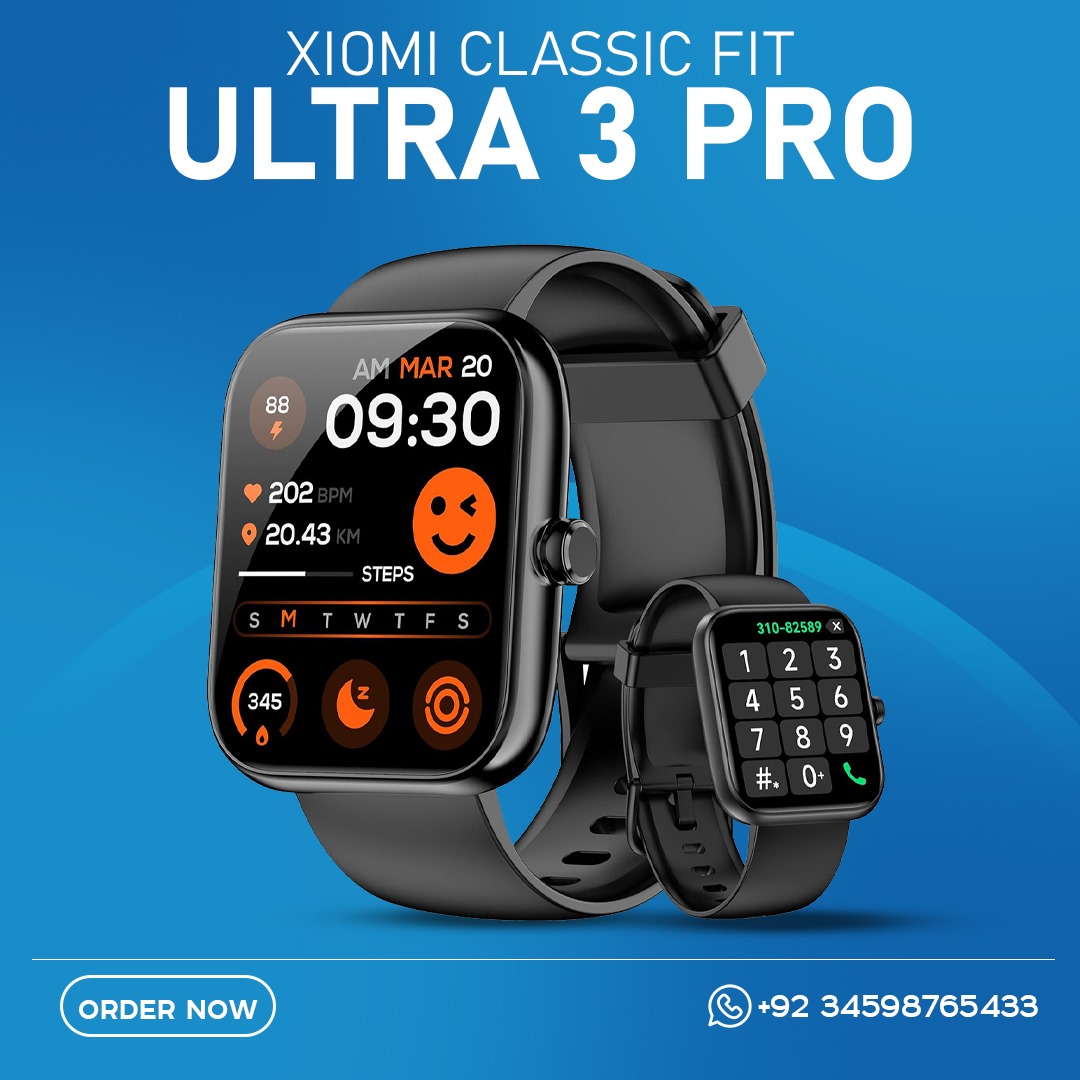 XIOMI CLASSIC FIT
ULTRA 3 PRO
AM MAR 20
88
09:30
202 BPM
20.43 KM
STEPS
S M T W T F S
345
z
310-82589 X
1 2 3
4 5 6
7 8 9
#* 0+
ORDER NOW
+92 34598765433